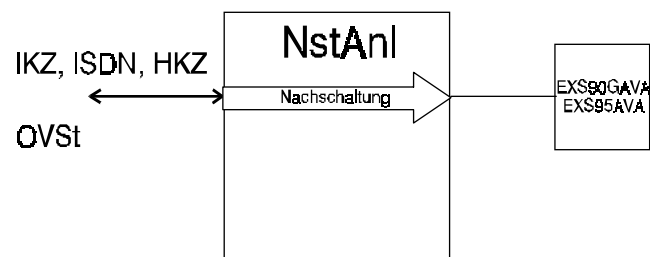 NstAnl
IKZ, ISDN, HKZ
Nachschaltung
EXS90GAVA
EXS95AVA
OVSt